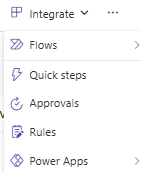 Integrate
Flows
Quick steps
Approvals
Rules
Power Apps